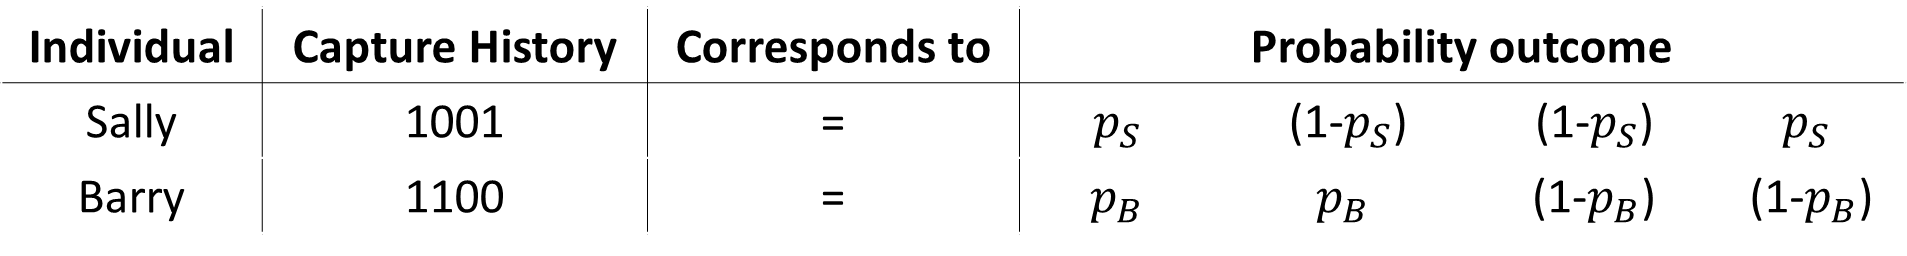 Individual Capture History Corresponds to Probability outcome
Sally 1001 = p_S (1-p_S) (1-p_S) p_S
Barry 1100 = p_B p_B (1-p_B) (1-p_B)